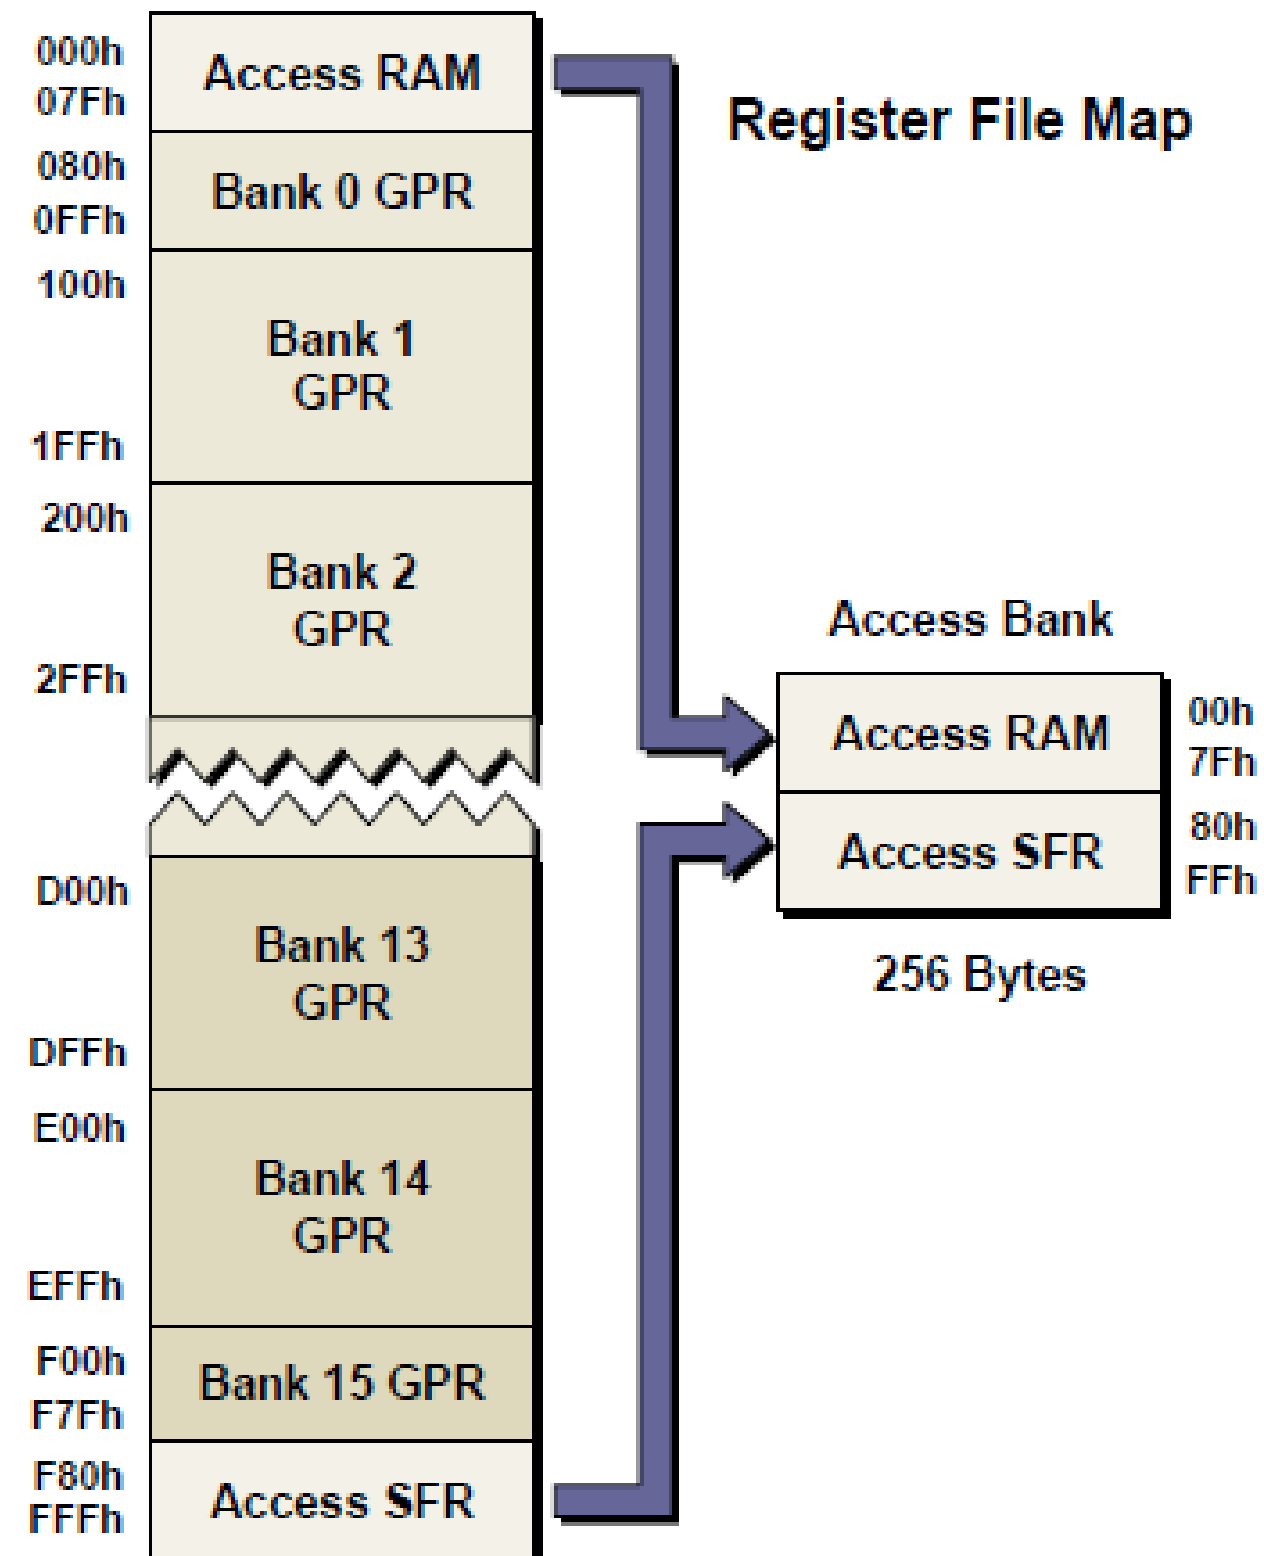 000h
Access RAM
07Fh
Register File Map
080h
Bank 0 GPR
0FFh
100h
Bank 1
GPR
1FFh
200h
Bank 2
GPR
2FFh
Access Bank
Access RAM
00h
7Fh
Access SFR
80h
FFh
256 Bytes
D00h
Bank 13
GPR
DFFh
E00h
Bank 14
GPR
EFFh
F00h
Bank 15 GPR
F7Fh
F80h
Access SFR
FFFh